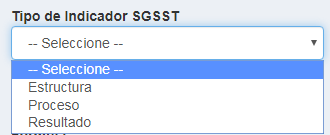 Tipo de Indicador SGSST
-- Seleccione --
-- Seleccione --
Estructura
Proceso
Resultado